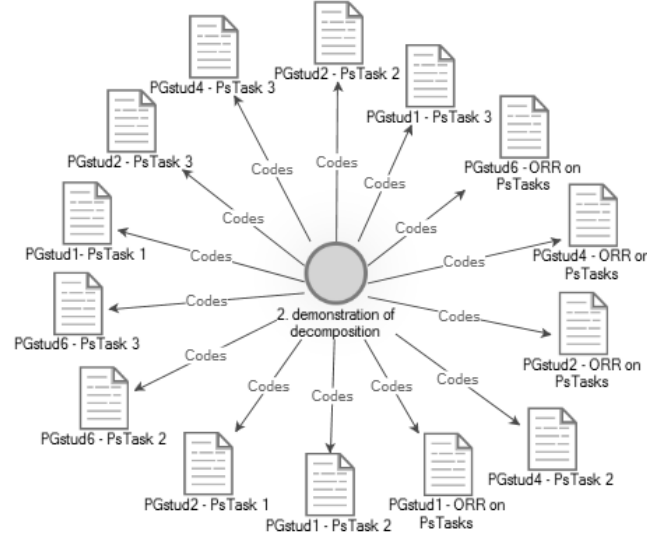 PGstud2 - PsTask 2
PGstud4 - PsTask 3
PGstud1 - PsTask 3
PGstud2 - PsTask 3
PGstud6 - ORR on
PsTasks
Codes
Codes
Codes
Codes
Codes
PGstud1- PsTask 1
PGstud4 - ORR on
PsTasks
Codes
Codes
PGstud6 - PsTask 3
Codes
2. demonstration of
decomposition
Codes
PGstud2 - ORR on
PsTasks
Codes
PGstud6 - PsTask 2
Codes
Codes
Codes
Codes
PGstud4 - PsTask 2
PGstud2 - PsTask 1
PGstud1 - PsTask 2
PGstud1 - ORR on
PsTasks